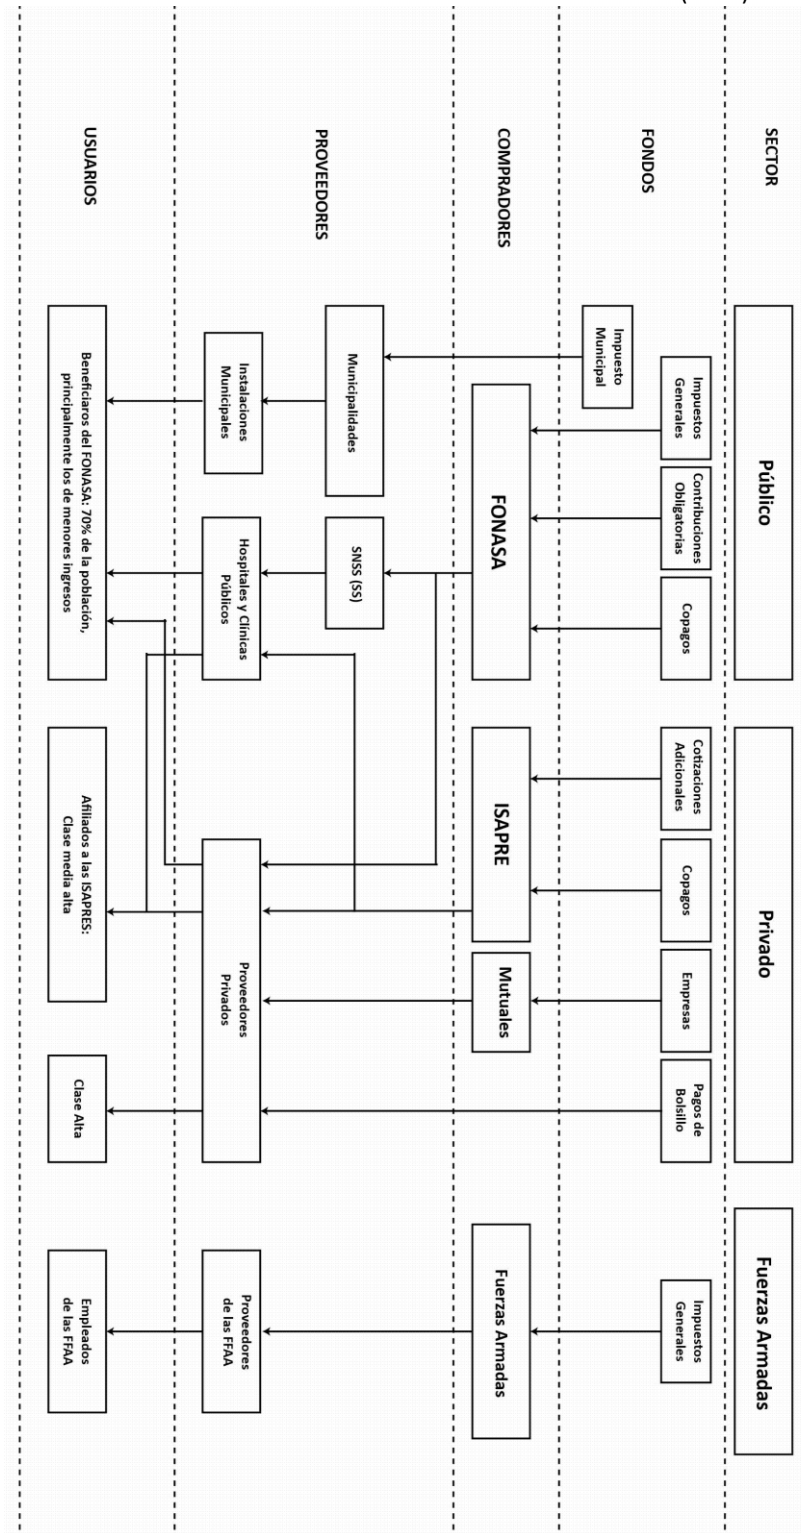 SECTOR
Público
Privado
Fuerzas Armadas
FONDOS
Impuesto
Municipal
Impuestos
Generales
Contribuciones
Obligatorias
Copagos
Cotizaciones
Adicionales
Copagos
Empresas
Pagos de
Bolsillo
Impuestos
Generales
COMPRADORES
FONASA
ISAPRE
Mutuales
Fuerzas Armadas
PROVEEDORES
Municipalidades
SNSS (SS)
Instalaciones
Municipales
Hospitales y Clínicas
Públicos
Proveedores
Privados
Proveedores
de las FFAA
USUARIOS
Beneficiaros del FONASA: 70% de la población,
principalmente los de menores ingresos
Afiliados a las ISAPRES:
Clase media alta
Clase Alta
Empleados
de las FFAA